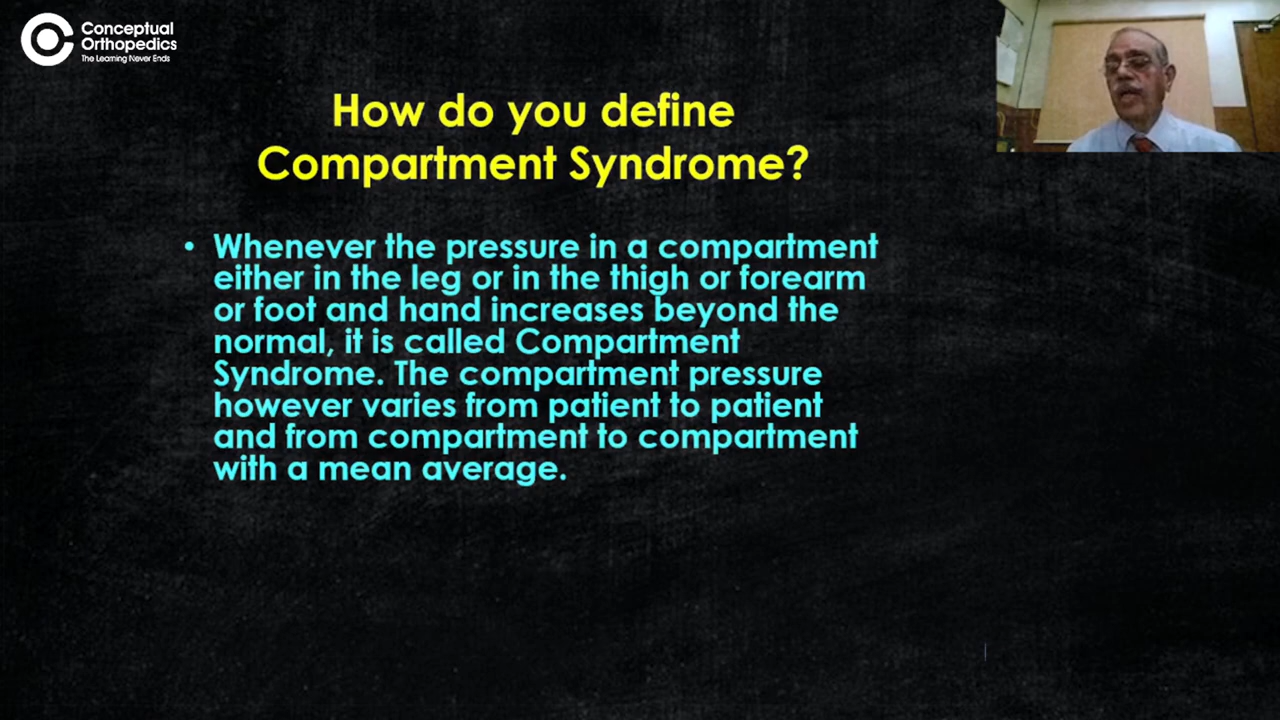 Conceptual
Orthopedics
The Learning Never Ends
How do you define
Compartment Syndrome?
• Whenever the pressure in a compartment
either in the leg or in the thigh or forearm
or foot and hand increases beyond the
normal, it is called Compartment
Syndrome. The compartment pressure
however varies from patient to patient
and from compartment to compartment
with a mean average.